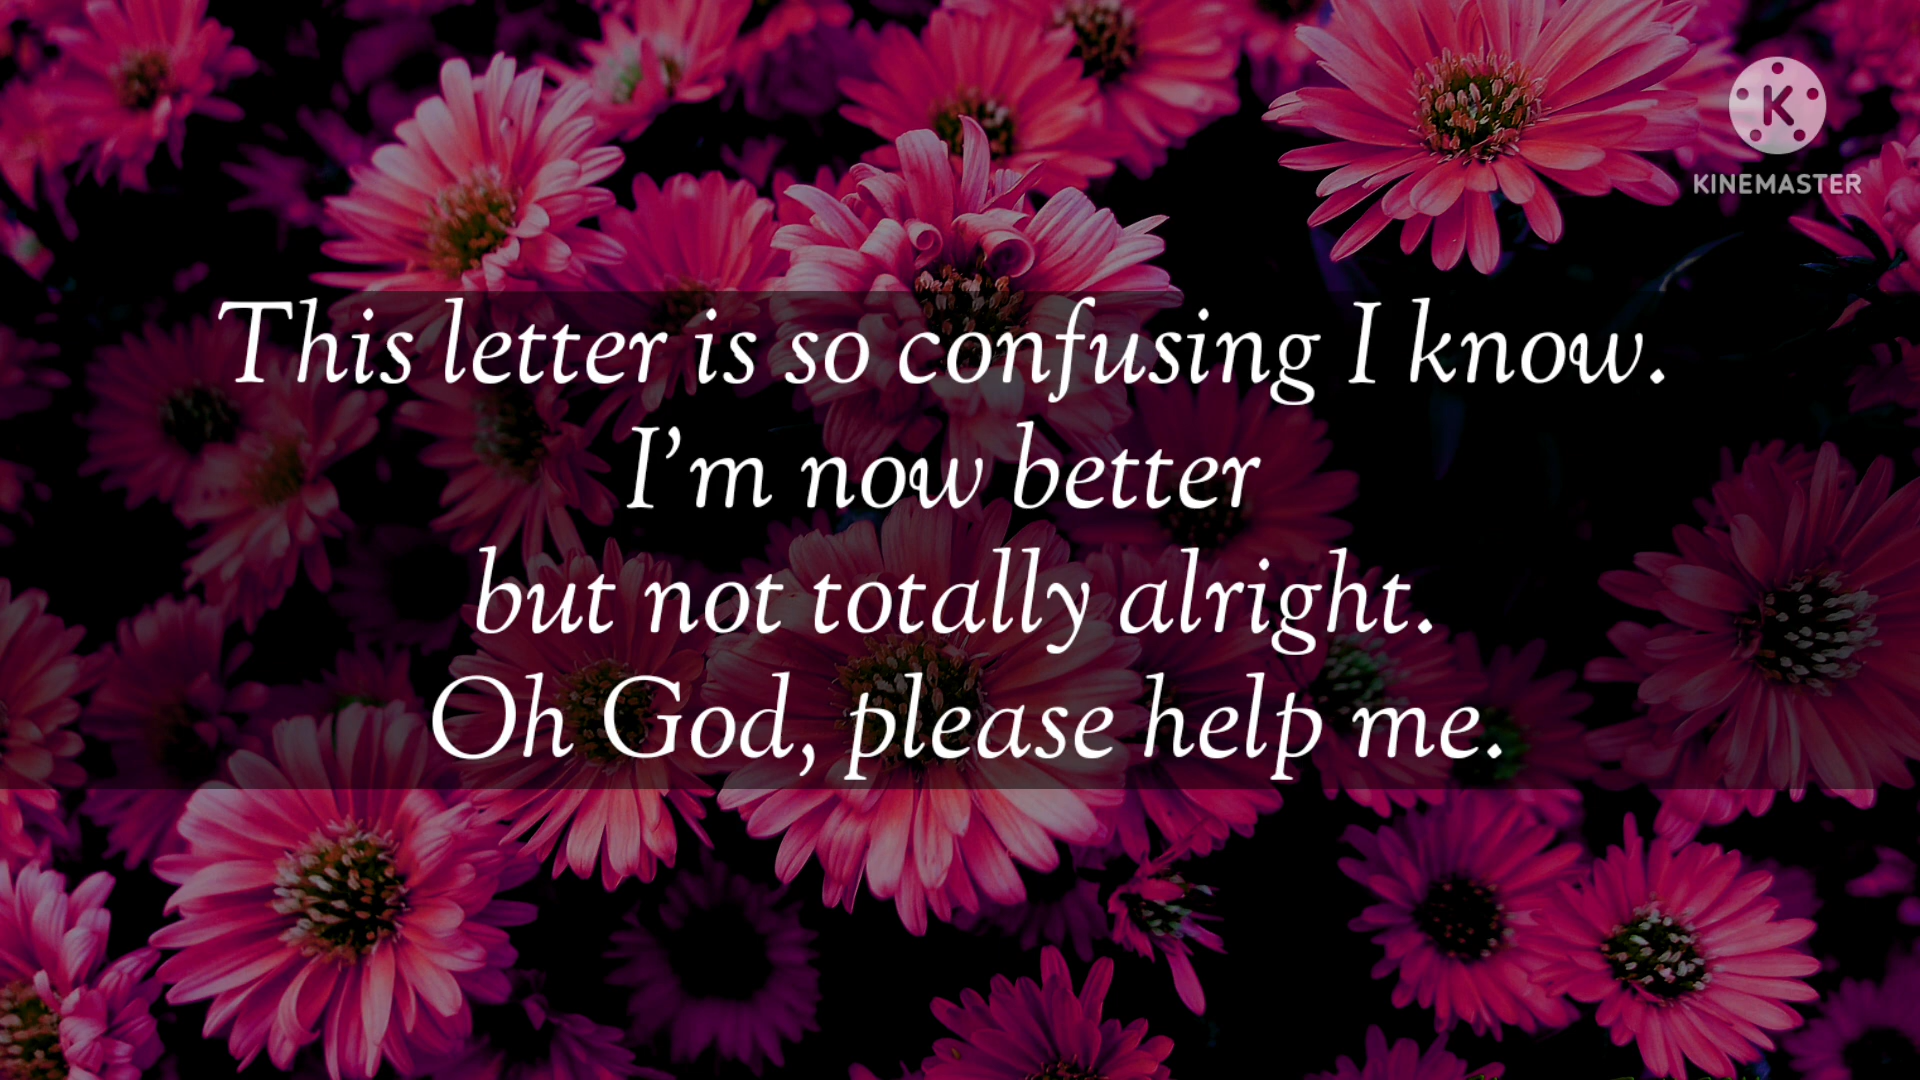 K
KINEMASTER
This letter is so confusing I know.
I'm now better
but not totally alright.
Oh God, please help me.